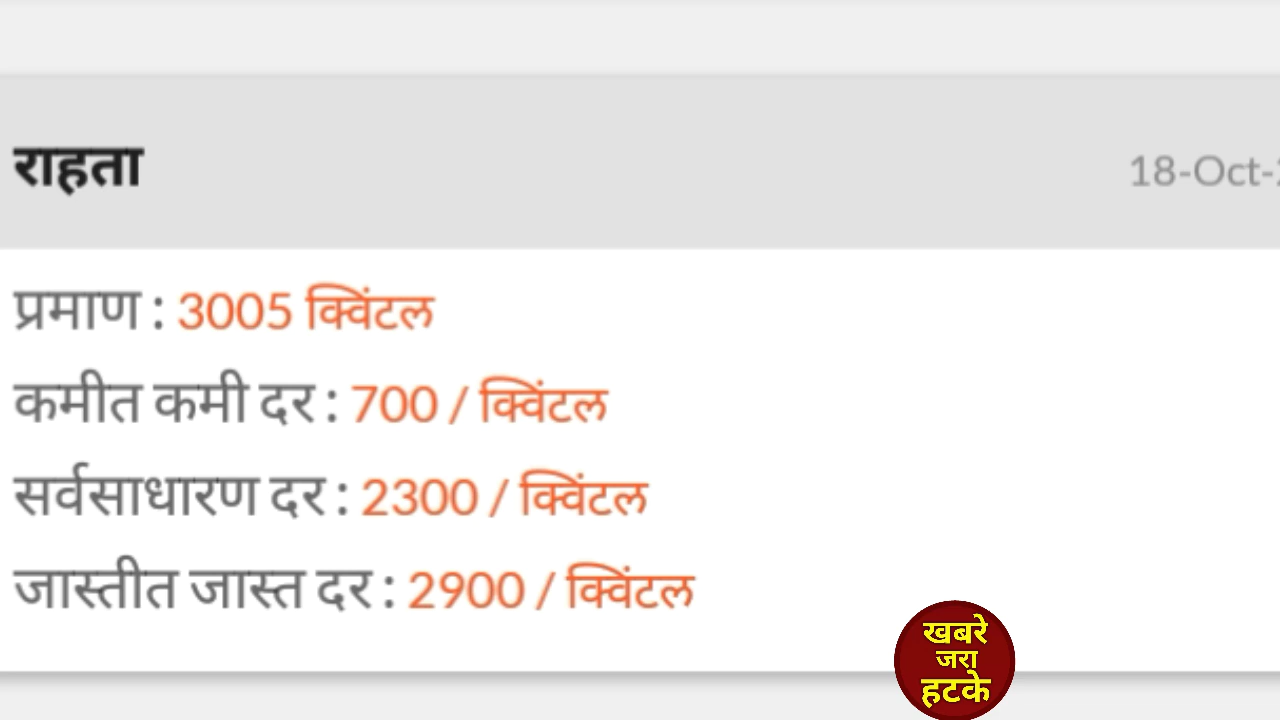 राहता
18-Oct-
प्रमाण : 3005 क्विंटल
कमीत कमी दर : 700 / क्विंटल
सर्वसाधारण दर : 2300 / क्विंटल
जास्तीत जास्त दर : 2900 / क्विंटल
खबरे
जरा
हटके